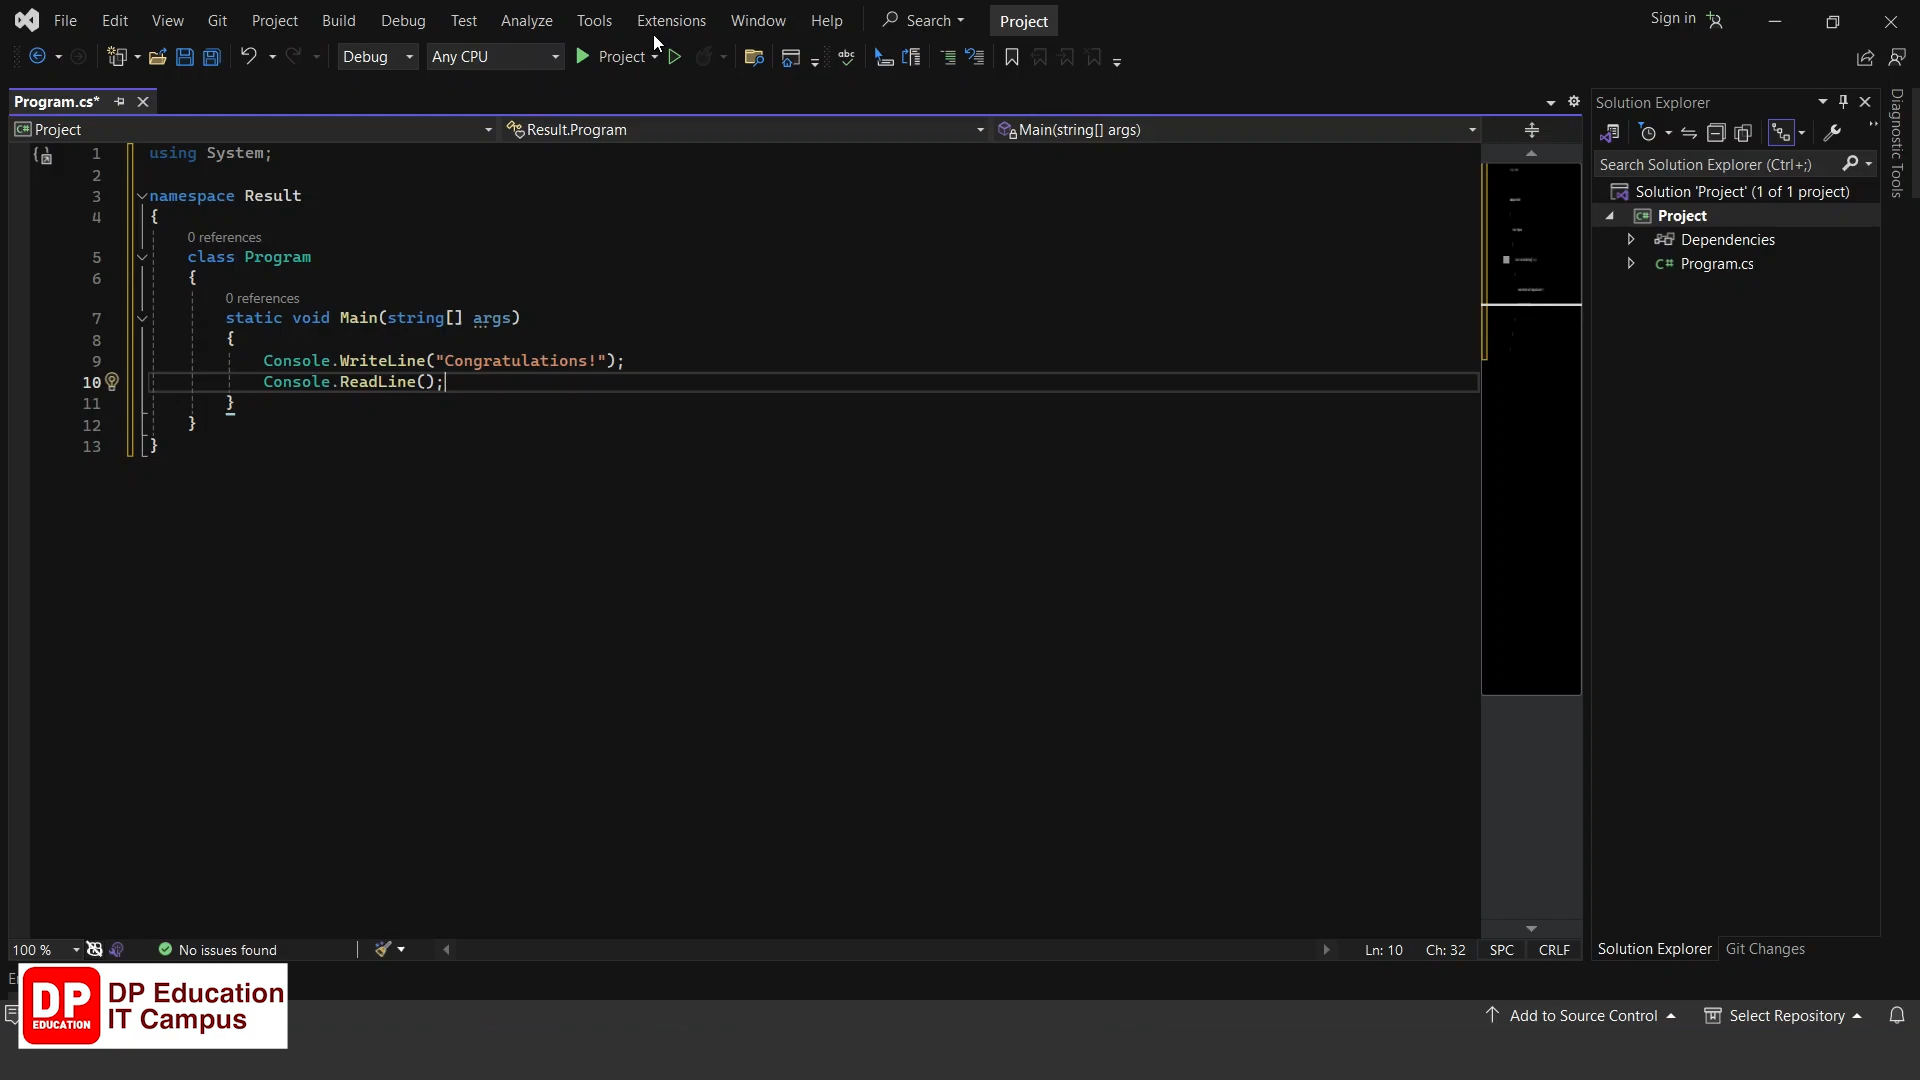 File Edit View Git Project Build Debug Test Analyze Tools Extensions Window Help Search Project Sign in
Debug Any CPU Project abc
Program.cs*
Project Result.Program Main(string[] args)
1 using System;
2
3 namespace Result
4 {
0 references
5 class Program
6 {
0 references
7 static void Main(string[] args)
8 {
9 Console.WriteLine("Congratulations!");
10 Console.ReadLine();
11 }
12 }
13 }
Solution Explorer
Search Solution Explorer (Ctrl+;)
Solution 'Project' (1 of 1 project)
C# Project
Dependencies
C# Program.cs
Diagnostic Tools
100 % No issues found Ln: 10 Ch: 32 SPC CRLF
Solution Explorer Git Changes
DP EDUCATION
DP Education
IT Campus
Add to Source Control Select Repository